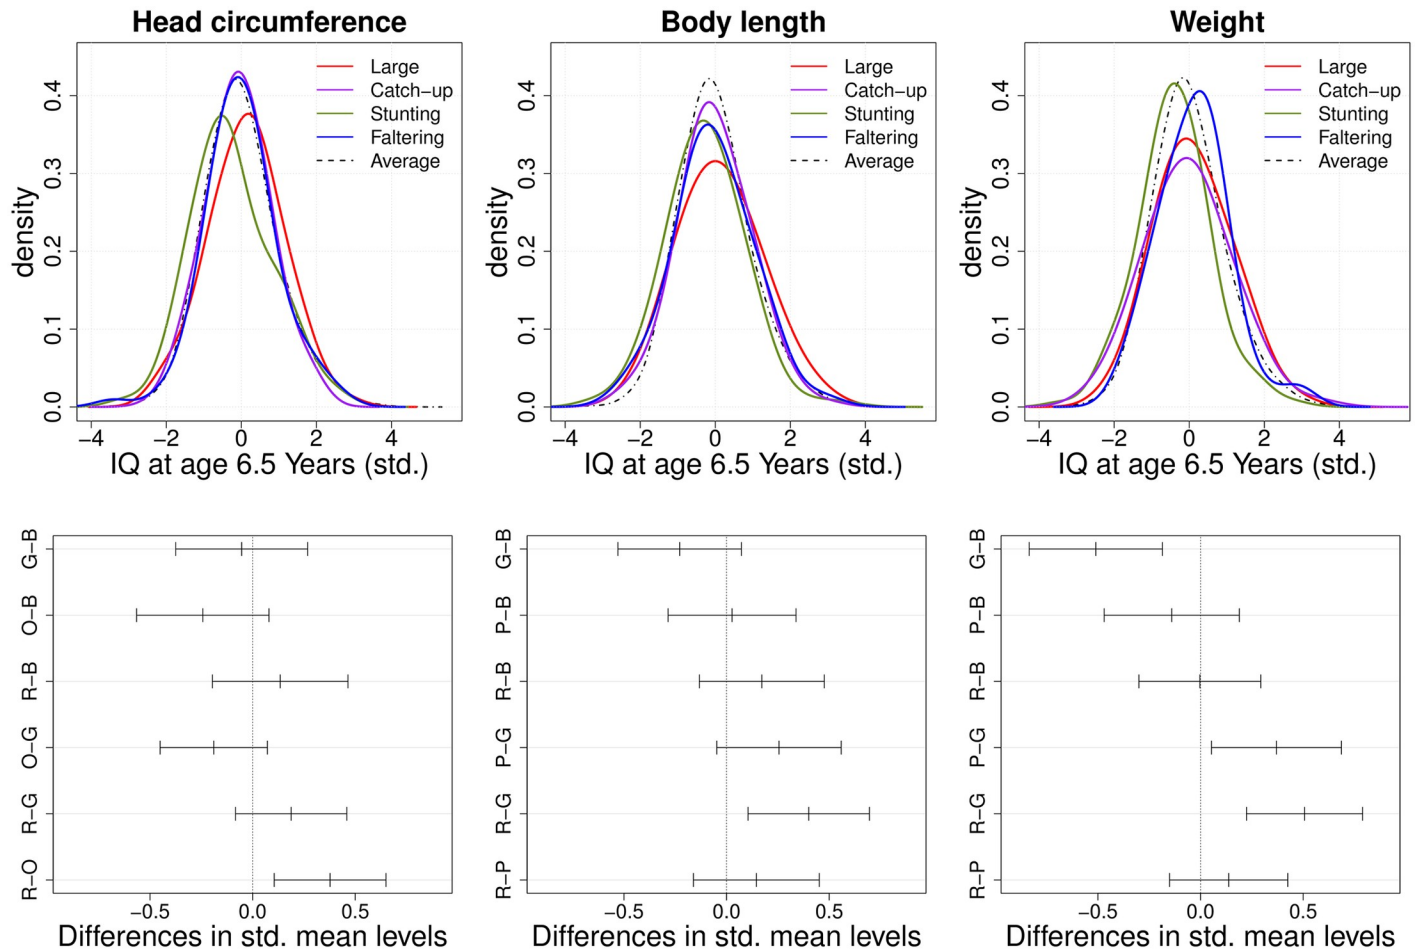 Head circumference
Large
Catch−up
Stunting
Faltering
Average
density
0.0 0.1 0.2 0.3 0.4
−4 −2 0 2 4
IQ at age 6.5 Years (std.)
Body length
Large
Catch−up
Stunting
Faltering
Average
density
0.0 0.1 0.2 0.3 0.4
−4 −2 0 2 4
IQ at age 6.5 Years (std.)
Weight
Large
Catch−up
Stunting
Faltering
Average
density
0.0 0.1 0.2 0.3 0.4
−4 −2 0 2 4
IQ at age 6.5 Years (std.)
G−B
O−B
R−B
O−G
R−G
R−O
−0.5 0.0 0.5
Differences in std. mean levels
G−B
P−B
R−B
P−G
R−G
R−P
−0.5 0.0 0.5
Differences in std. mean levels
G−B
P−B
R−B
P−G
R−G
R−P
−0.5 0.0 0.5
Differences in std. mean levels